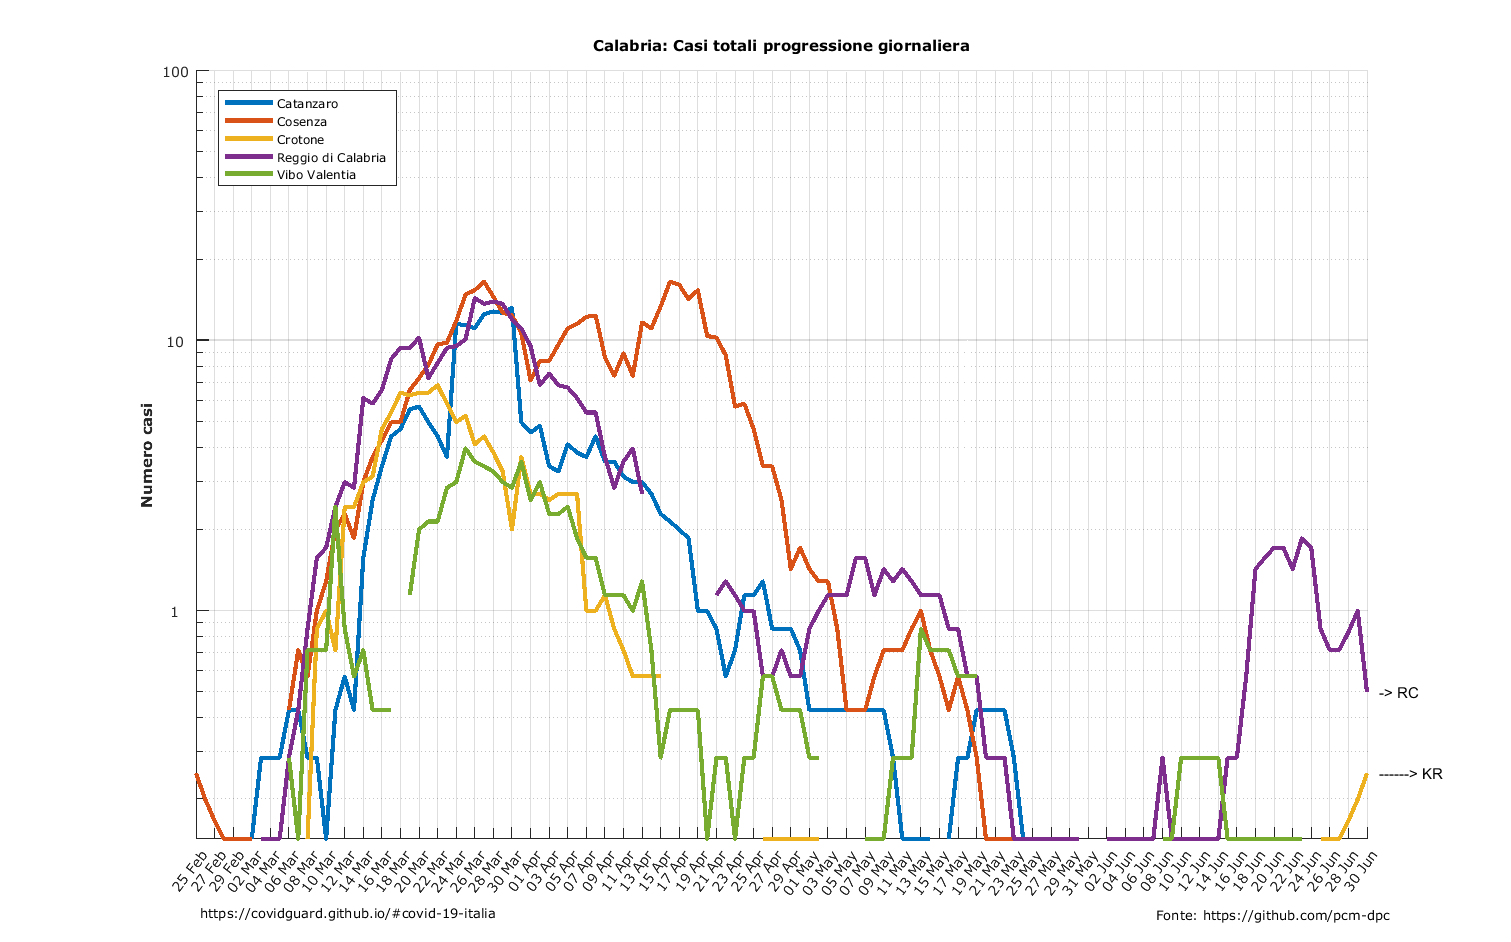 Calabria: Casi totali progressione giornaliera
100
10
1
Numero casi
Catanzaro
Cosenza
Crotone
Reggio di Calabria
Vibo Valentia
-> RC
------> KR
25 Feb
27 Feb
29 Feb
02 Mar
04 Mar
06 Mar
08 Mar
10 Mar
12 Mar
14 Mar
16 Mar
18 Mar
20 Mar
22 Mar
24 Mar
26 Mar
28 Mar
30 Mar
01 Apr
03 Apr
05 Apr
07 Apr
09 Apr
11 Apr
13 Apr
15 Apr
17 Apr
19 Apr
21 Apr
23 Apr
25 Apr
27 Apr
29 Apr
01 May
03 May
05 May
07 May
09 May
11 May
13 May
15 May
17 May
19 May
21 May
23 May
25 May
27 May
29 May
31 May
02 Jun
04 Jun
06 Jun
08 Jun
10 Jun
12 Jun
14 Jun
16 Jun
18 Jun
20 Jun
22 Jun
24 Jun
26 Jun
28 Jun
30 Jun
https://covidguard.github.io/#covid-19-italia
Fonte: https://github.com/pcm-dpc